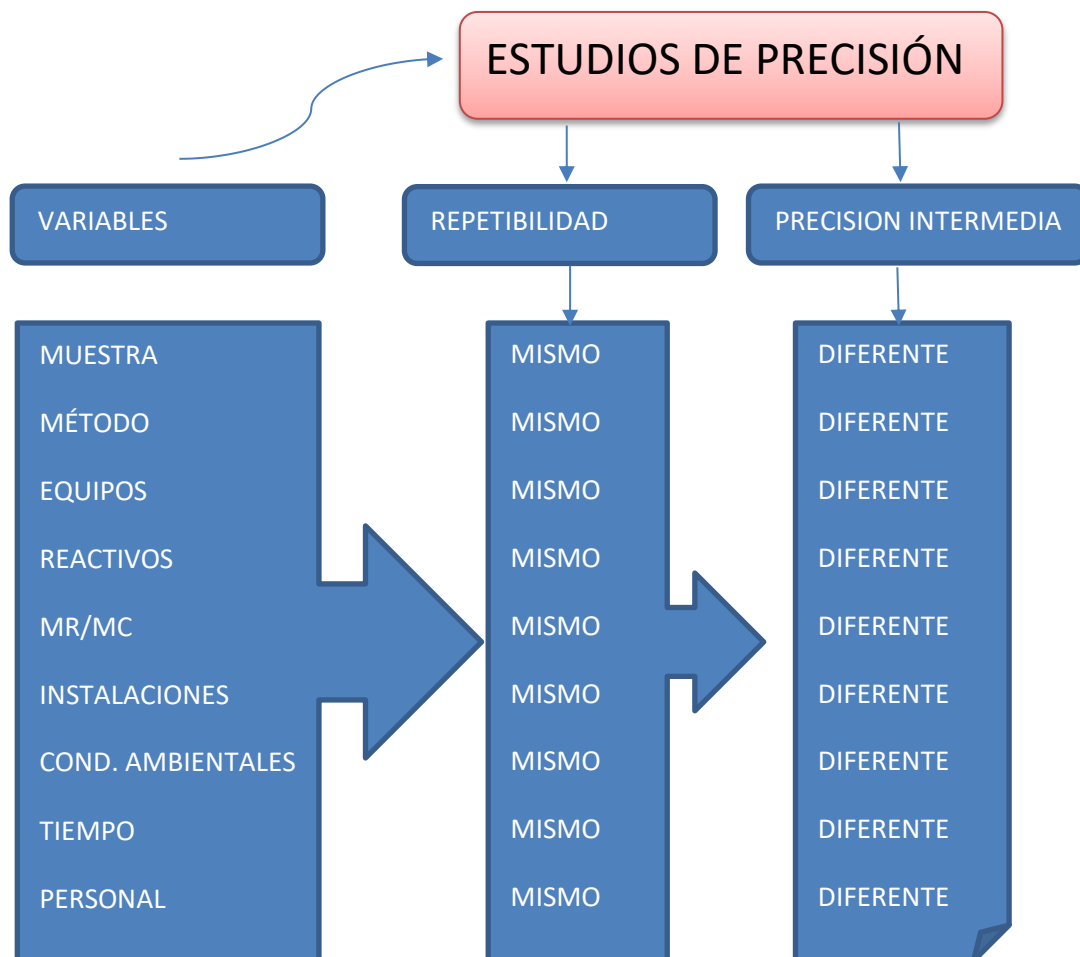 ESTUDIOS DE PRECISIÓN
VARIABLES
REPETIBILIDAD
PRECISION INTERMEDIA
MUESTRA
MISMO
DIFERENTE
MÉTODO
MISMO
DIFERENTE
EQUIPOS
MISMO
DIFERENTE
REACTIVOS
MISMO
DIFERENTE
MR/MC
MISMO
DIFERENTE
INSTALACIONES
MISMO
DIFERENTE
COND. AMBIENTALES
MISMO
DIFERENTE
TIEMPO
MISMO
DIFERENTE
PERSONAL
MISMO
DIFERENTE